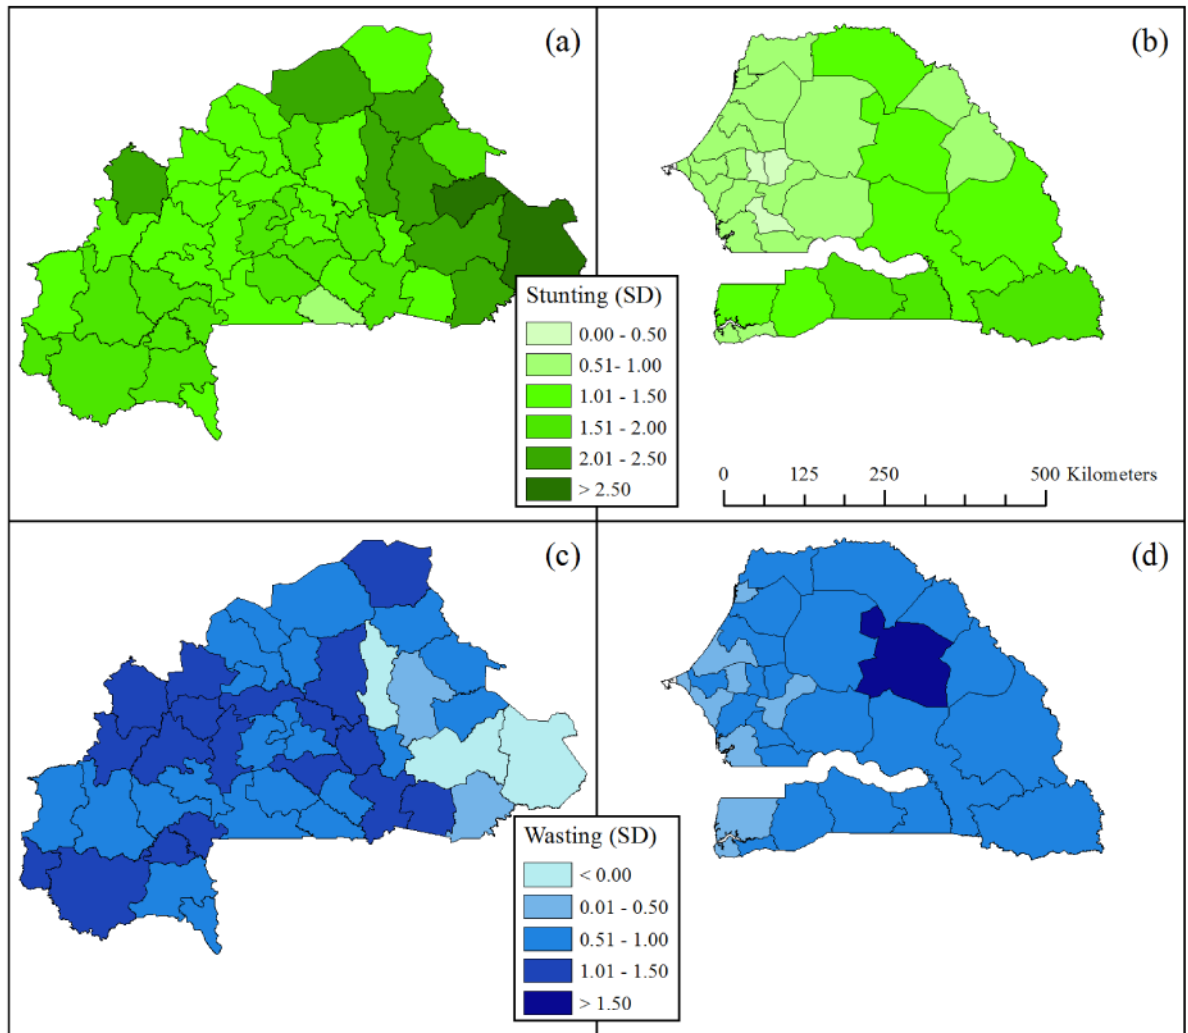 (a)
(b)
Stunting (SD)
0.00 - 0.50
0.51- 1.00
1.01 - 1.50
1.51 - 2.00
2.01 - 2.50
> 2.50
0 125 250 500 Kilometers
(c)
(d)
Wasting (SD)
< 0.00
0.01 - 0.50
0.51 - 1.00
1.01 - 1.50
> 1.50